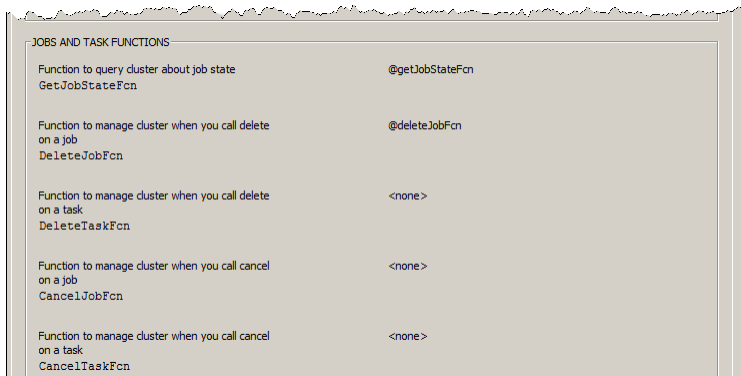 JOBS AND TASK FUNCTIONS
Function to query cluster about job state @getJobStateFcn
GetJobStateFcn
Function to manage cluster when you call delete @deleteJobFcn
on a job
DeleteJobFcn
Function to manage cluster when you call delete <none>
on a task
DeleteTaskFcn
Function to manage cluster when you call cancel <none>
on a job
CancelJobFcn
Function to manage cluster when you call cancel <none>
on a task
CancelTaskFcn